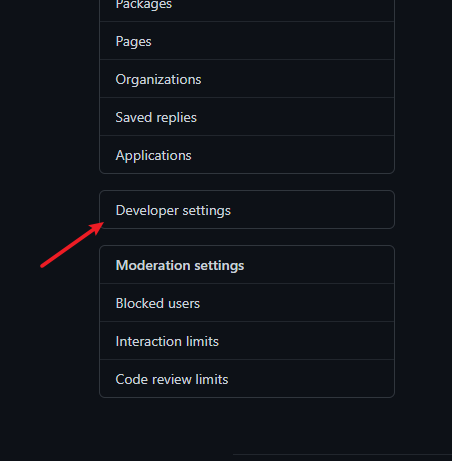 Packages
Pages
Organizations
Saved replies
Applications
Developer settings
Moderation settings
Blocked users
Interaction limits
Code review limits